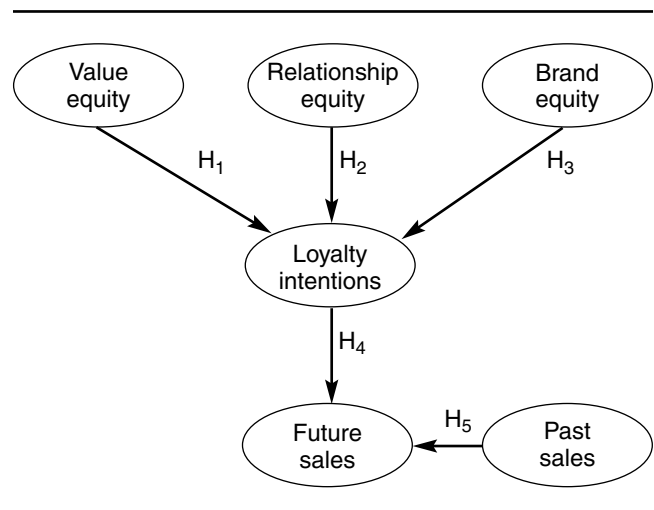 Value
equity
Relationship
equity
Brand
equity
H₁
H₂
H₃
Loyalty
intentions
H₄
Future
sales
H₅
Past
sales